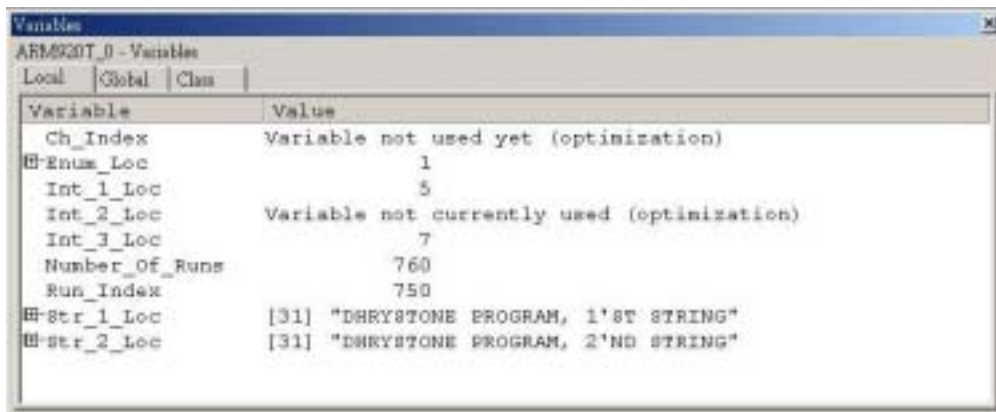 Variables
ARM920T_0 - Variables
Local Global Class
Variable Value
Ch_Index Variable not used yet (optimization)
Enum_Loc 1
Int_1_Loc 5
Int_2_Loc Variable not currently used (optimization)
Int_3_Loc 7
Number_Of_Runs 760
Run_Index 750
Str_1_Loc [31] "DHRYSTONE PROGRAM, 1'ST STRING"
Str_2_Loc [31] "DHRYSTONE PROGRAM, 2'ND STRING"